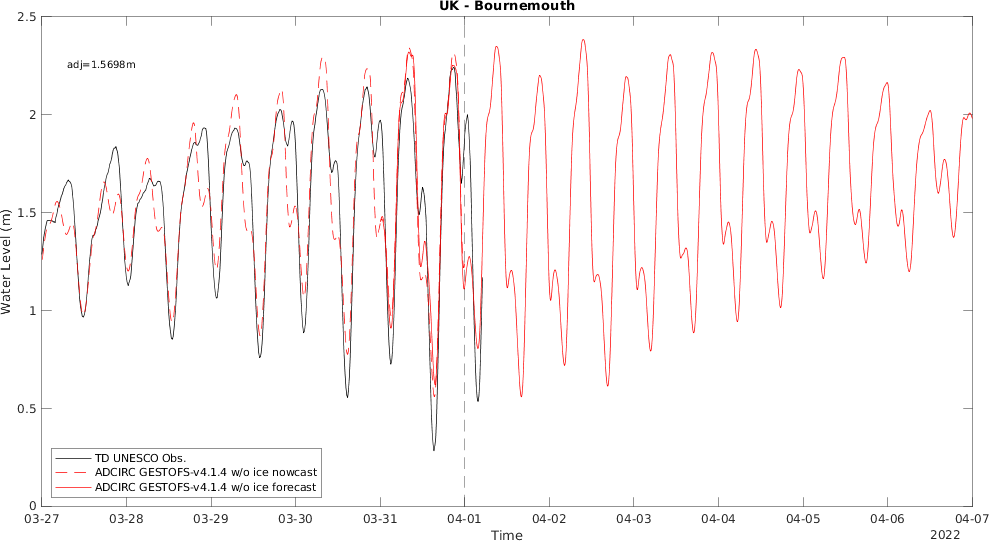 UK - Bournemouth
2.5
adj=1.5698m
2
1.5
Water Level (m)
1
0.5
TD UNESCO Obs.
ADCIRC GESTOFS-v4.1.4 w/o ice nowcast
ADCIRC GESTOFS-v4.1.4 w/o ice forecast
0
03-27 03-28 03-29 03-30 03-31 04-01 04-02 04-03 04-04 04-05 04-06 04-07
Time
2022